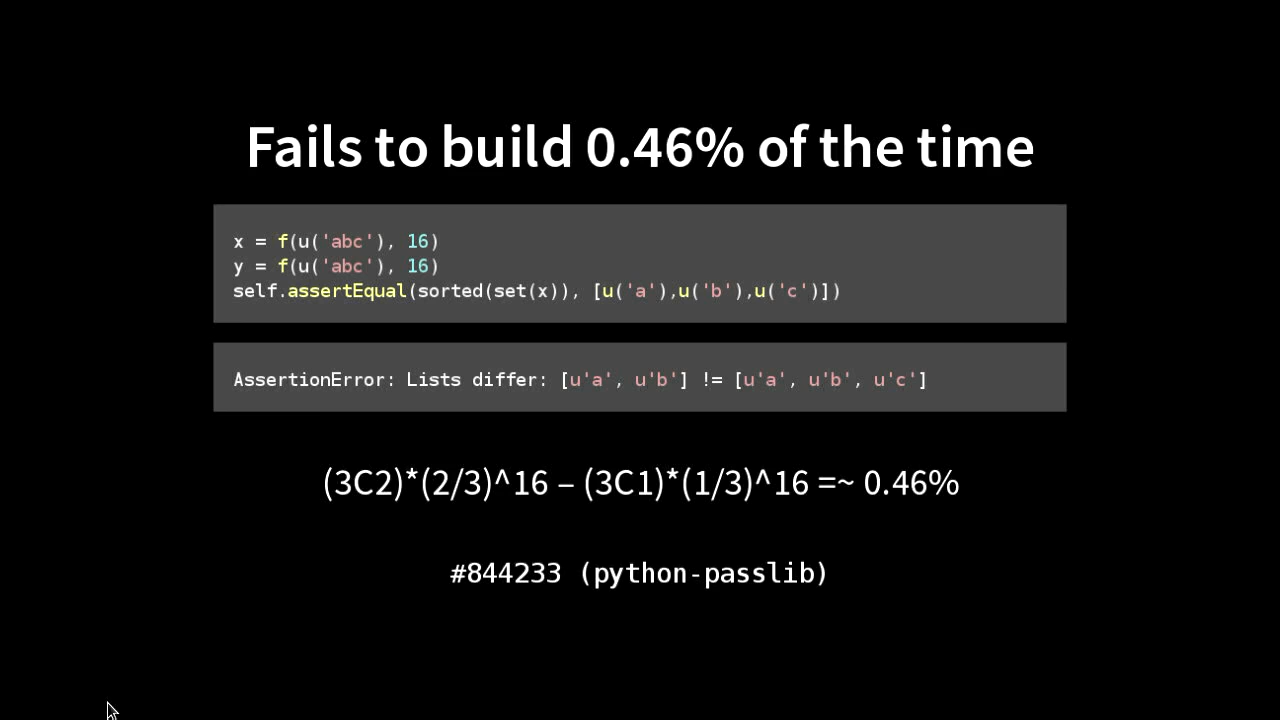 Fails to build 0.46% of the time
x = f(u('abc'), 16)
y = f(u('abc'), 16)
self.assertEqual(sorted(set(x)), [u('a'),u('b'),u('c')])
AssertionError: Lists differ: [u'a', u'b'] != [u'a', u'b', u'c']
(3C2)*(2/3)^16 – (3C1)*(1/3)^16 =~ 0.46%
#844233 (python-passlib)